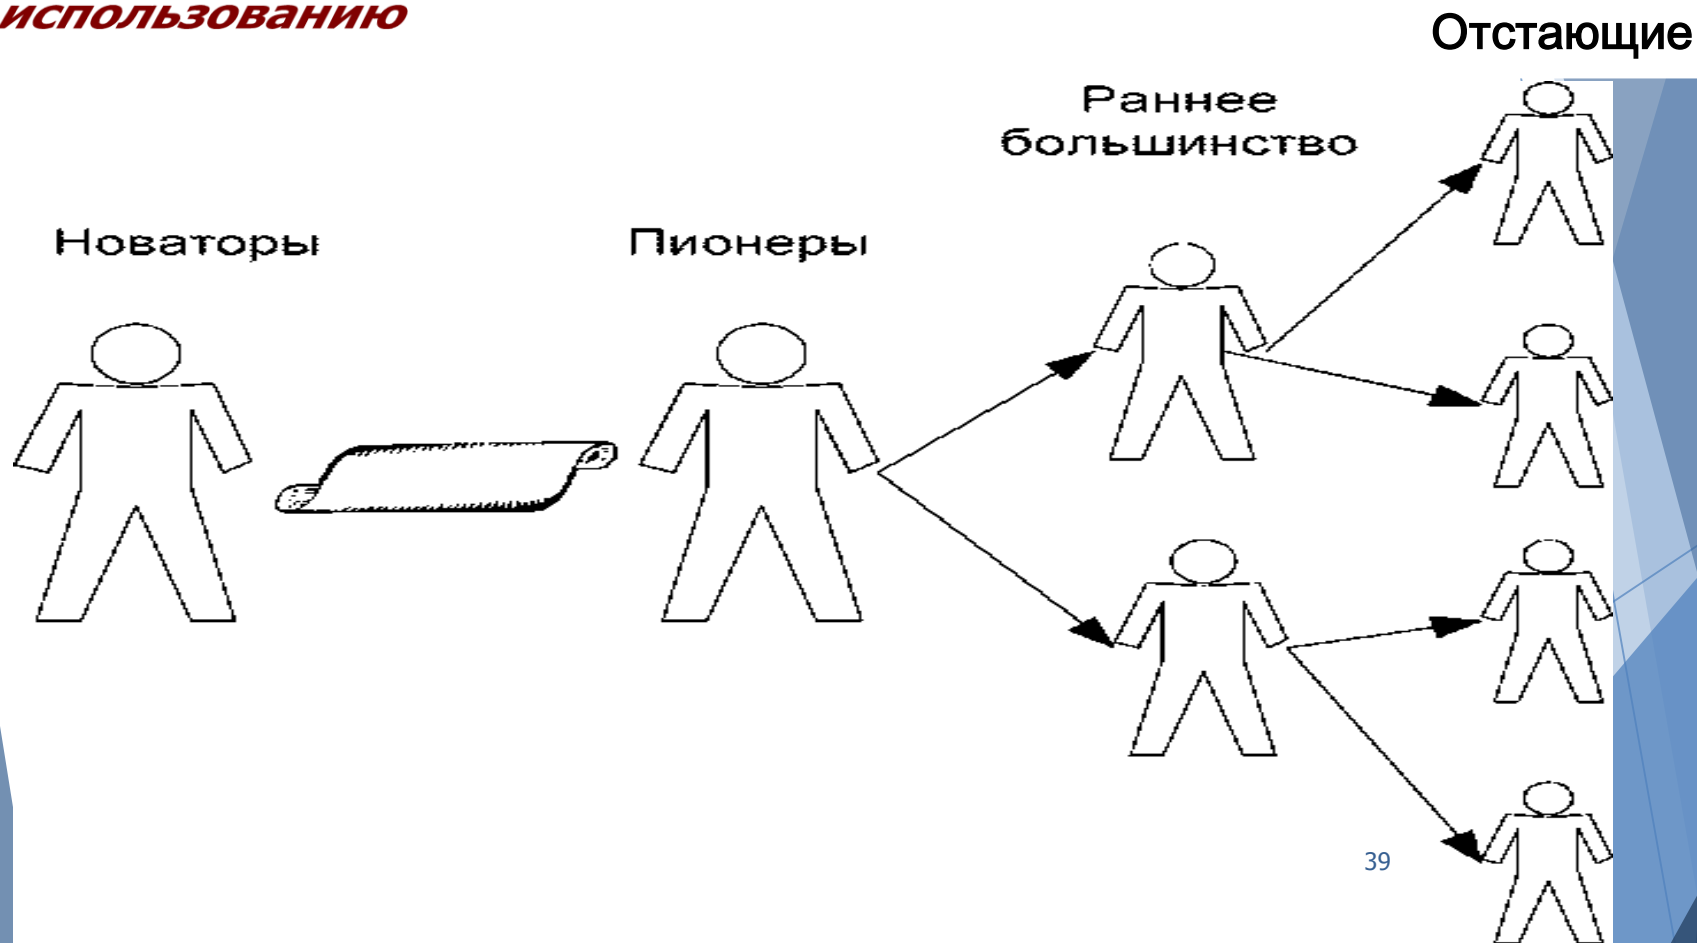 использованию
Отстающие
Раннее
большинство
Новаторы
Пионеры
39